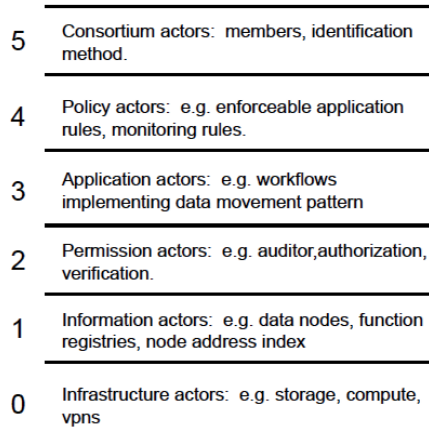 5
Consortium actors: members, identification
method.
4
Policy actors: e.g. enforceable application
rules, monitoring rules.
3
Application actors: e.g. workflows
implementing data movement pattern
2
Permission actors: e.g. auditor,authorization,
verification.
1
Information actors: e.g. data nodes, function
registries, node address index
0
Infrastructure actors: e.g. storage, compute,
vpns